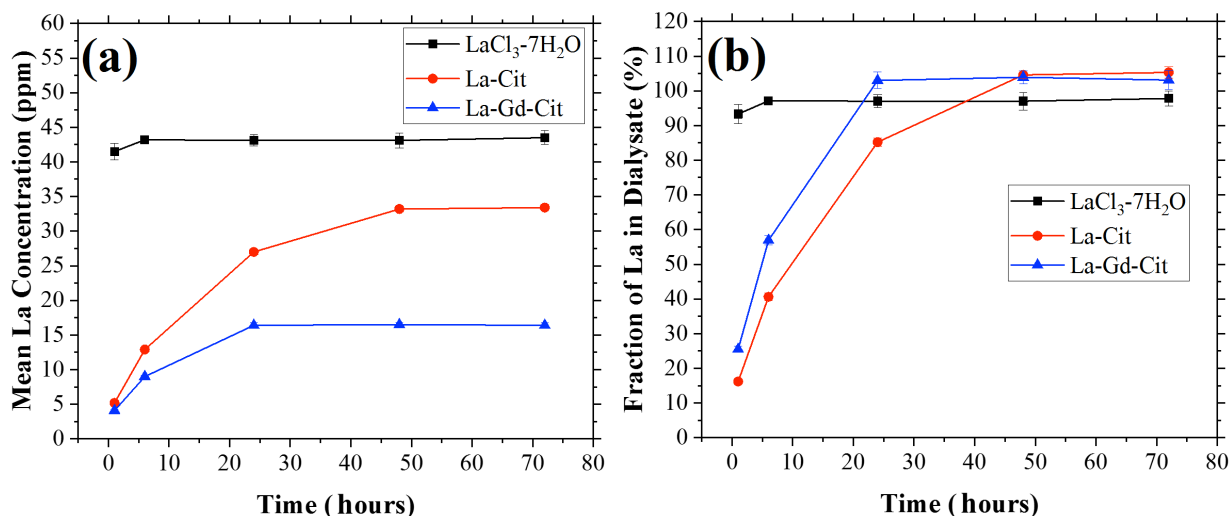 (a)
Mean La Concentration (ppm)
60
55
50
45
40
35
30
25
20
15
10
5
0
0 10 20 30 40 50 60 70 80
Time (hours)
LaCl₃-7H₂O
La-Cit
La-Gd-Cit
(b)
Fraction of La in Dialysate (%)
120
110
100
90
80
70
60
50
40
30
20
10
0
0 10 20 30 40 50 60 70 80
Time (hours)
LaCl₃-7H₂O
La-Cit
La-Gd-Cit